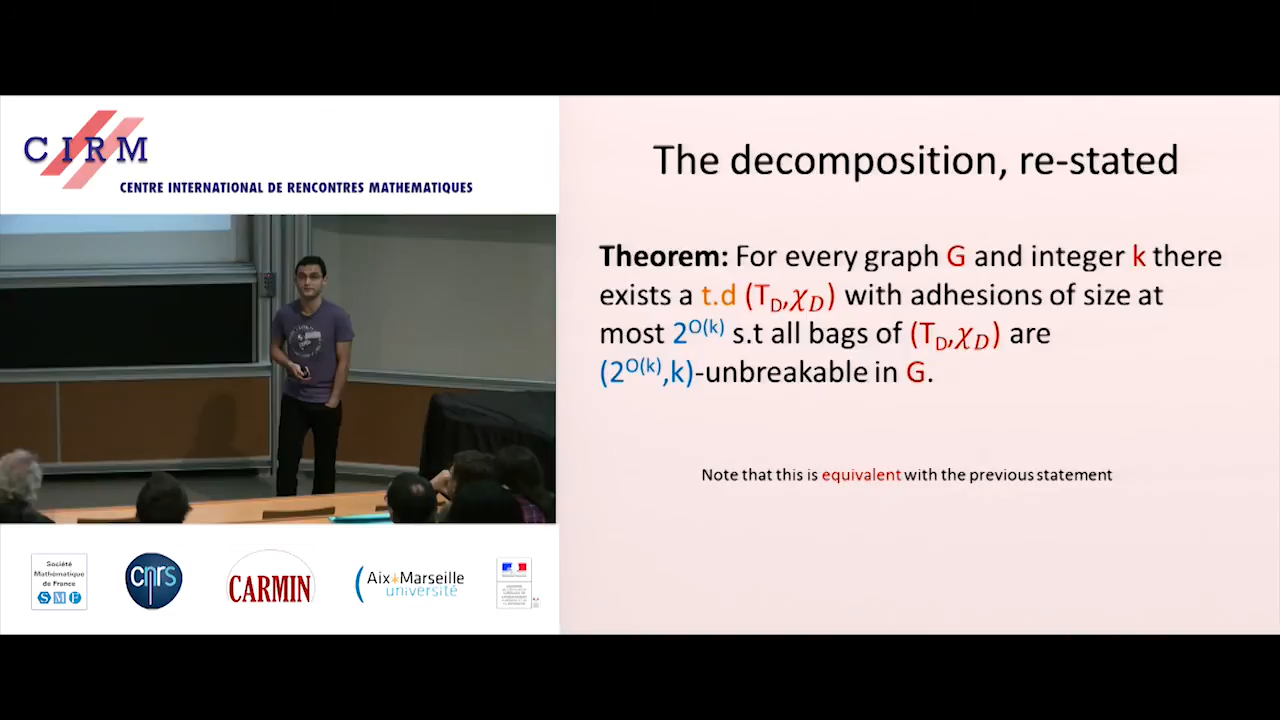 CIRM
CENTRE INTERNATIONAL DE RENCONTRES MATHEMATIQUES
The decomposition, re-stated
Theorem: For every graph G and integer k there
exists a t.d (T_D,χ_D) with adhesions of size at
most 2^O(k) s.t all bags of (T_D,χ_D) are
(2^O(k),k)-unbreakable in G.
Note that this is equivalent with the previous statement
Société
Mathématique
de France
SMF
cnrs
CARMIN
Aix*Marseille
université